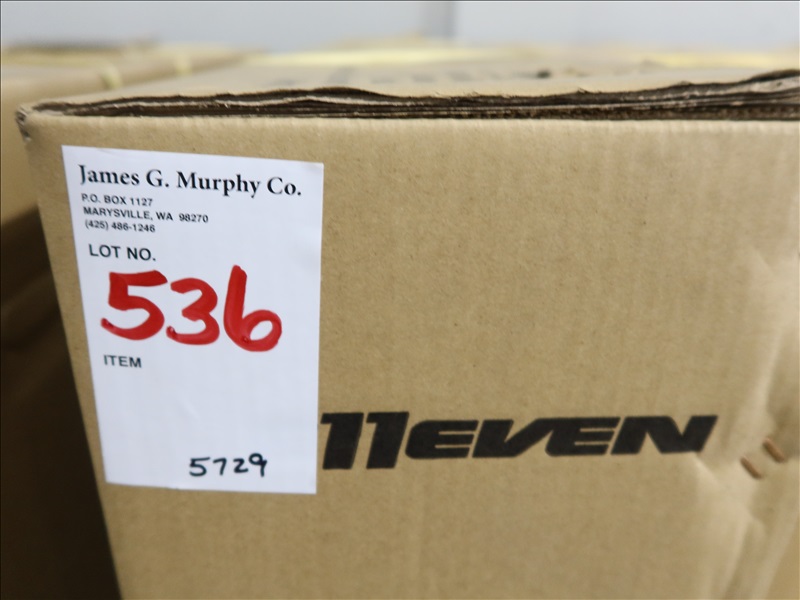 James G. Murphy Co.
P.O. BOX 1127
MARYSVILLE, WA 98270
(425) 486-1246
LOT NO.
536
ITEM
5729
11EVEN